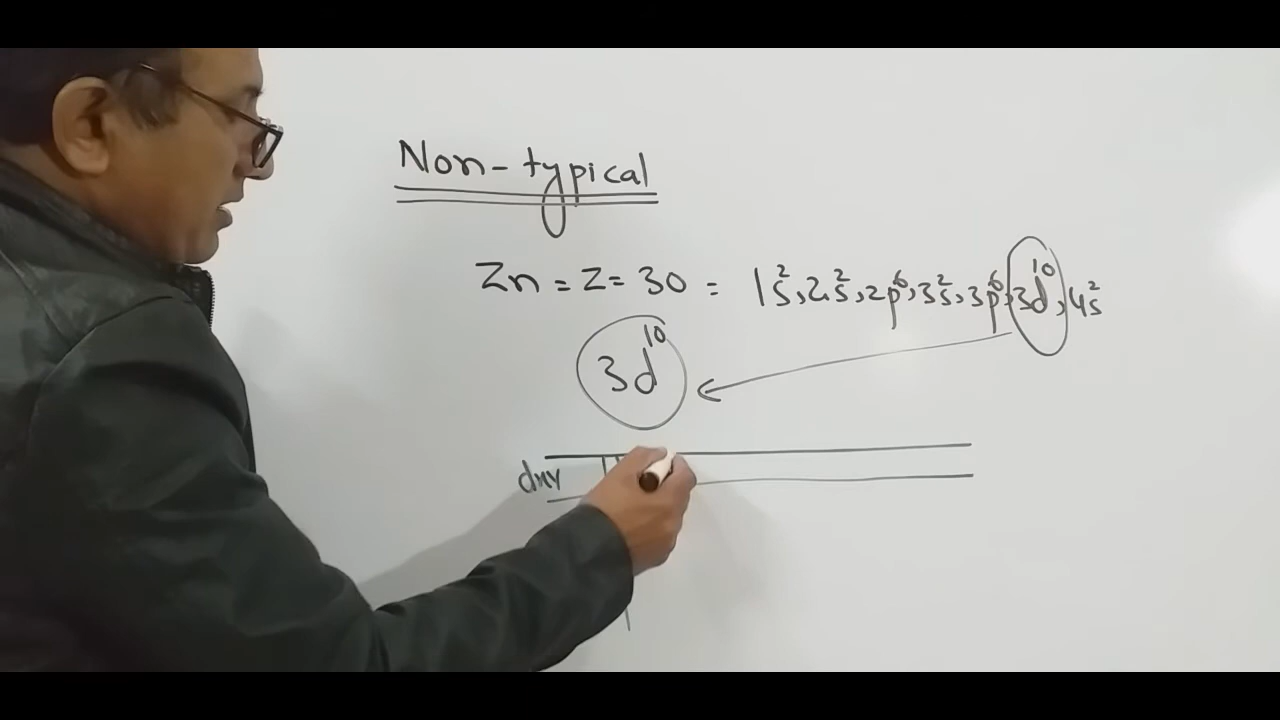 Non-typical
Zn = Z = 30 = 1s², 2s², 2p⁶, 3s², 3p⁶, 3d¹⁰, 4s²
3d¹⁰
dxy